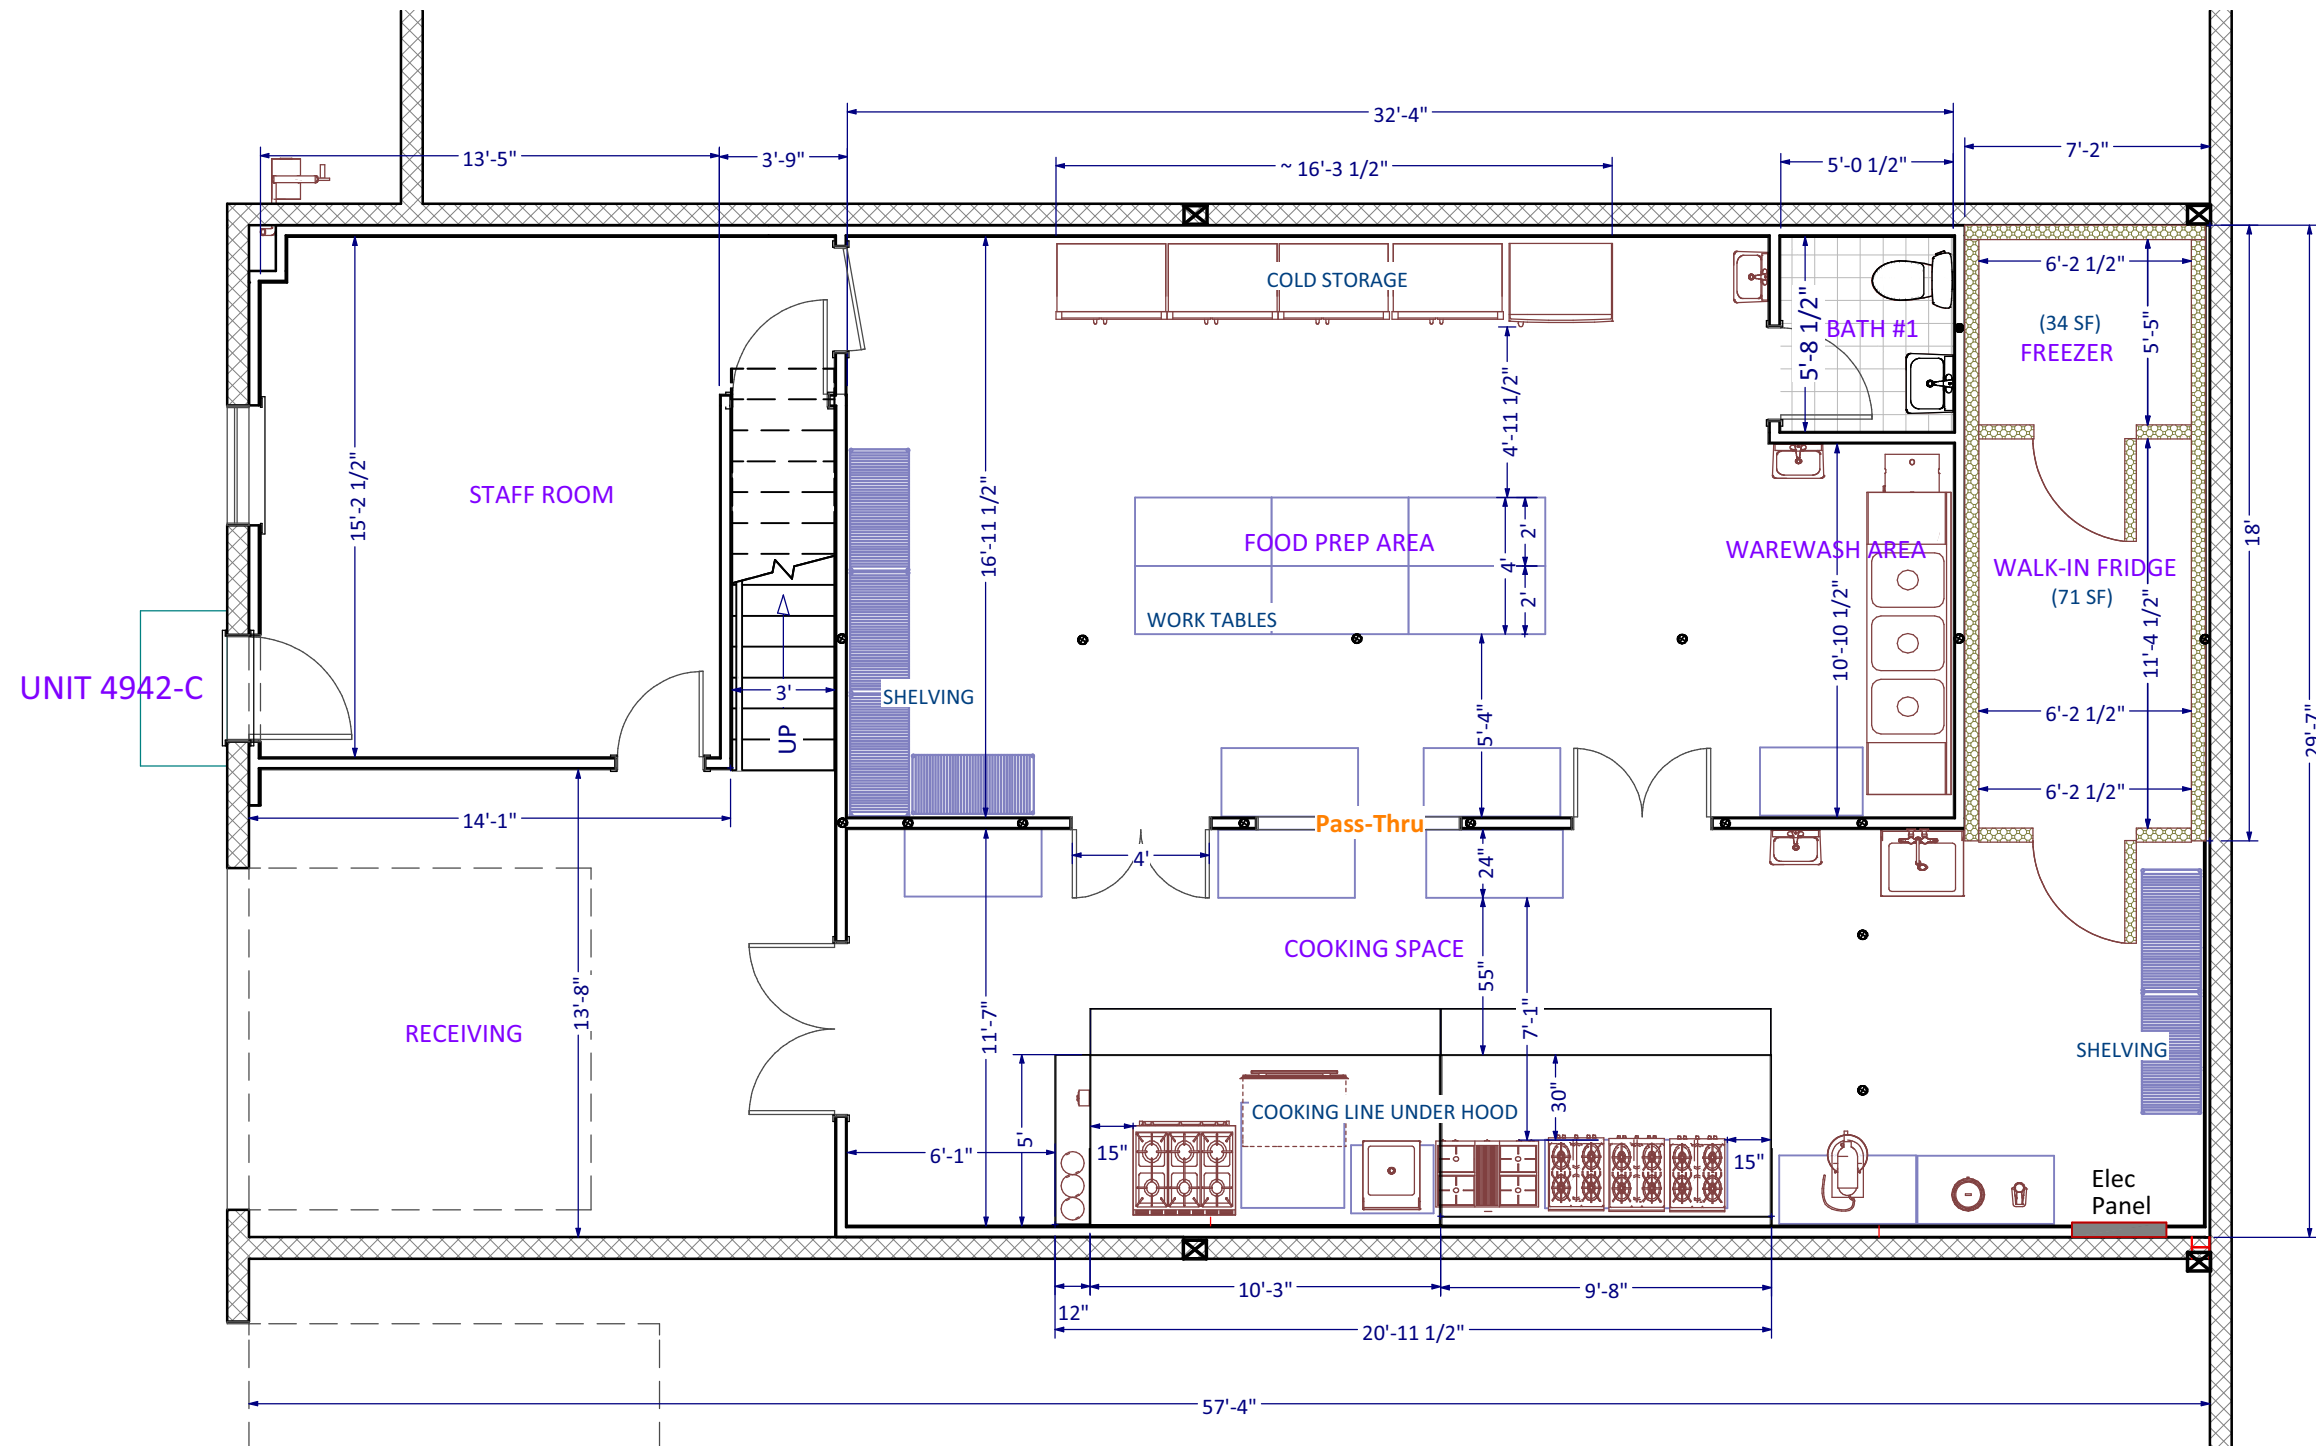 32'-4"
13'-5"
3'-9"
~ 16'-3 1/2"
5'-0 1/2"
7'-2"
COLD STORAGE
6'-2 1/2"
(34 SF)
FREEZER
5'-5"
BATH #1
5'-8 1/2"
4'-11 1/2"
STAFF ROOM
15'-2 1/2"
16'-11 1/2"
FOOD PREP AREA
2'
4'
2'
WORK TABLES
WAREWASH AREA
10'-10 1/2"
WALK-IN FRIDGE
(71 SF)
11'-4 1/2"
18'
29'-7"
UNIT 4942-C
3'
UP
SHELVING
5'-4"
6'-2 1/2"
6'-2 1/2"
14'-1"
Pass-Thru
4'
24"
COOKING SPACE
55"
7'-1"
RECEIVING
13'-8"
11'-7"
SHELVING
COOKING LINE UNDER HOOD
30"
5'
15"
15"
6'-1"
Elec
Panel
10'-3"
9'-8"
12"
20'-11 1/2"
57'-4"